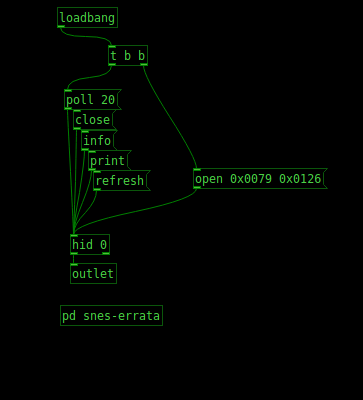 loadbang
t b b
poll 20
close
info
print
refresh
open 0x0079 0x0126
hid 0
outlet
pd snes-errata